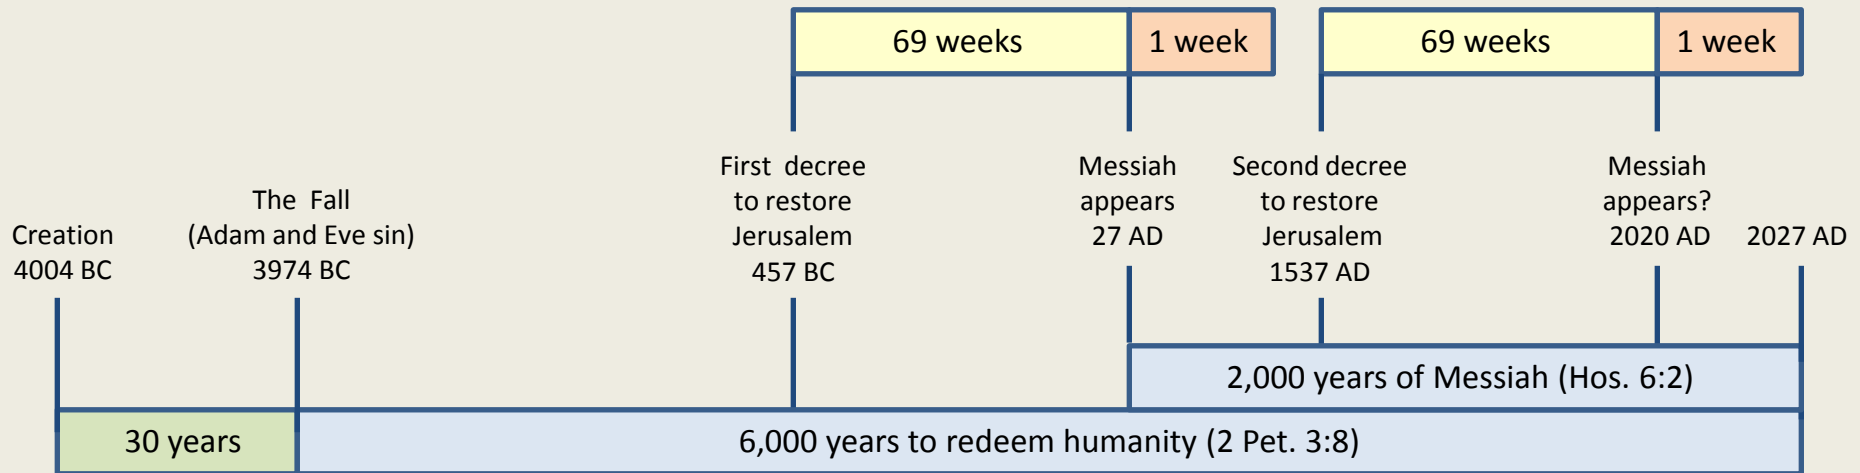 69 weeks
1 week
69 weeks
1 week
Creation
4004 BC
The Fall
(Adam and Eve sin)
3974 BC
First decree
to restore
Jerusalem
457 BC
Messiah
appears
27 AD
Second decree
to restore
Jerusalem
1537 AD
Messiah
appears?
2020 AD
2027 AD
2,000 years of Messiah (Hos. 6:2)
30 years
6,000 years to redeem humanity (2 Pet. 3:8)